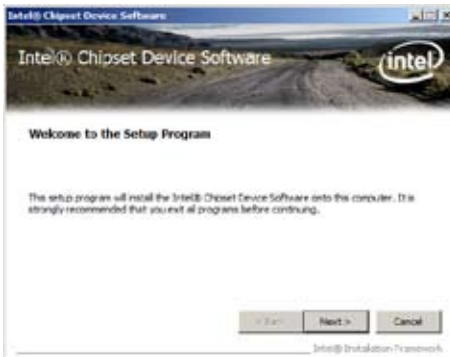 Intel® Chipset Device Software
Intel® Chipset Device Software
intel
Welcome to the Setup Program
This setup program will install the Intel® Chipset Device Software onto this computer. It is
strongly recommended that you exit all programs before continuing.
< Back
Next >
Cancel
Intel® Installation Framework